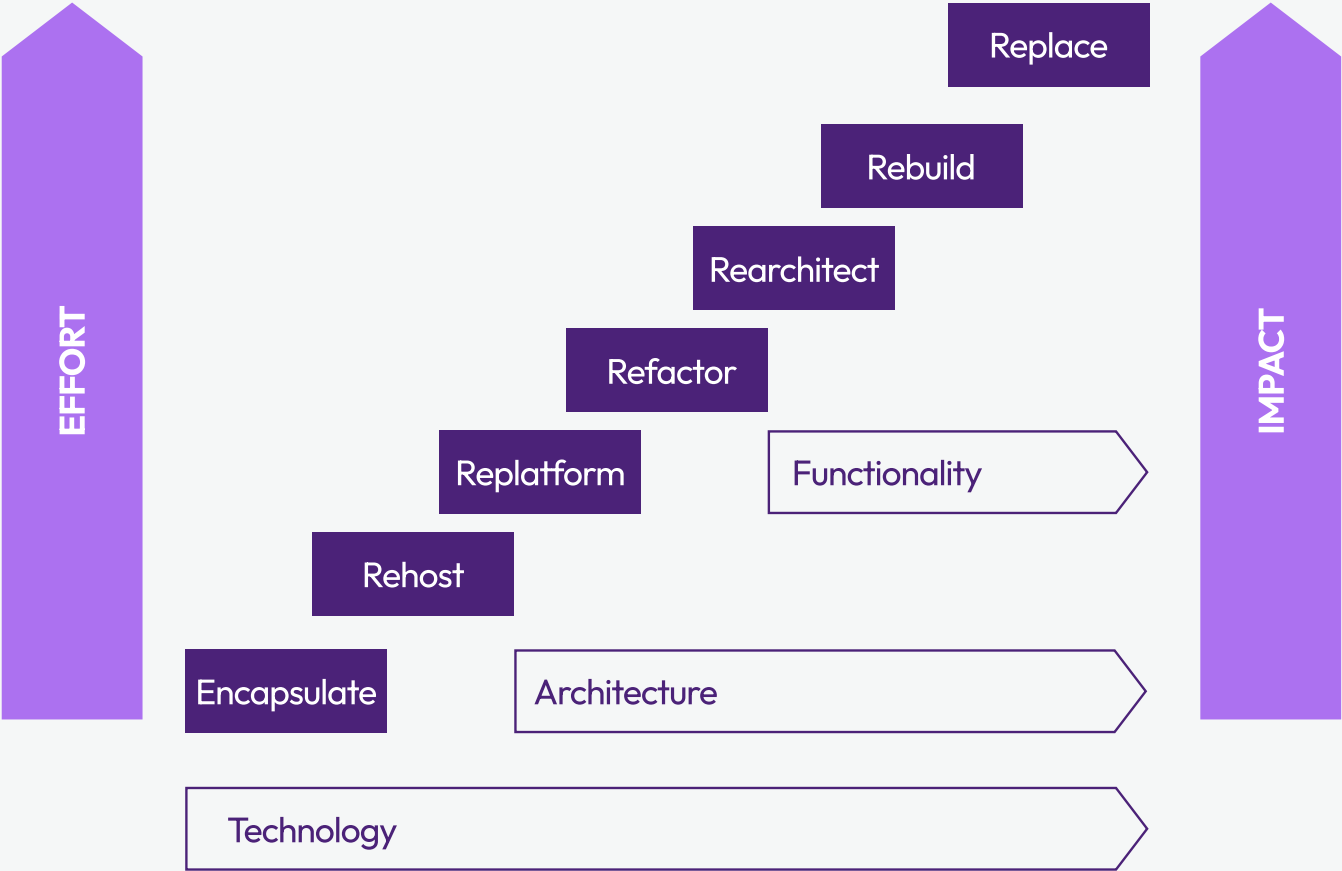 Replace
Rebuild
Rearchitect
EFFORT
IMPACT
Refactor
Replatform
Functionality
Rehost
Encapsulate
Architecture
Technology